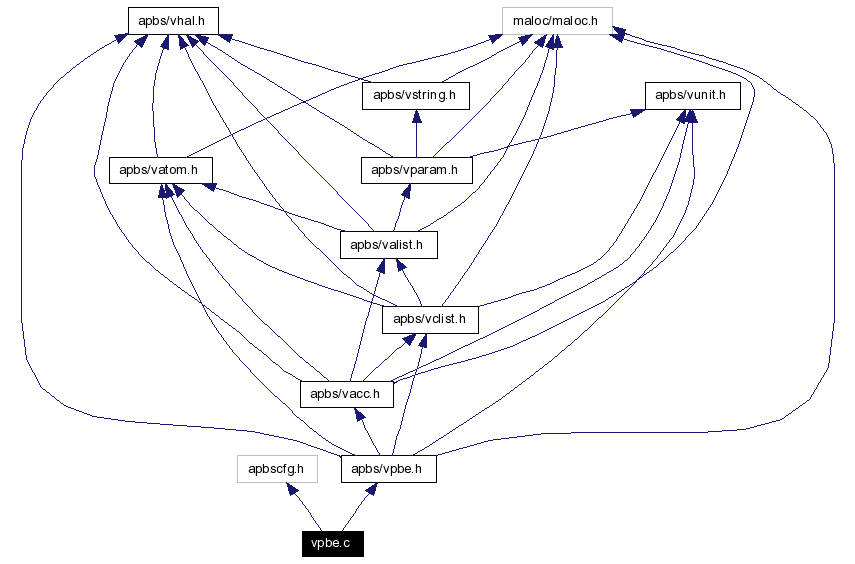 apbs/vhal.h
maloc/maloc.h
apbs/vstring.h
apbs/vunit.h
apbs/vatom.h
apbs/vparam.h
apbs/valist.h
apbs/vclist.h
apbs/vacc.h
apbscfg.h
apbs/vpbe.h
vpbe.c